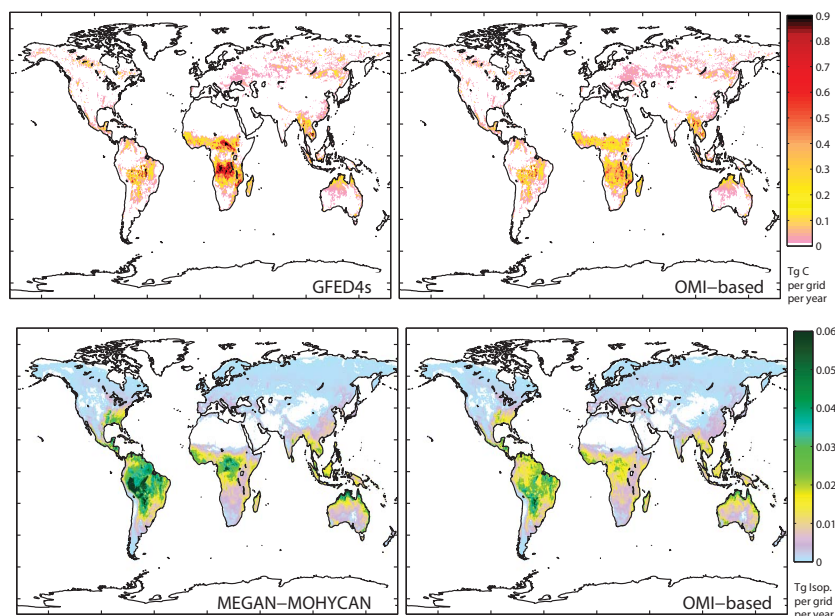 0.9
0.8
0.7
0.6
0.5
0.4
0.3
0.2
0.1
0
Tg C
per grid
per year
GFED4s
OMI−based
0.06
0.05
0.04
0.03
0.02
0.01
0
Tg Isop.
per grid
per year
MEGAN−MOHYCAN
OMI−based